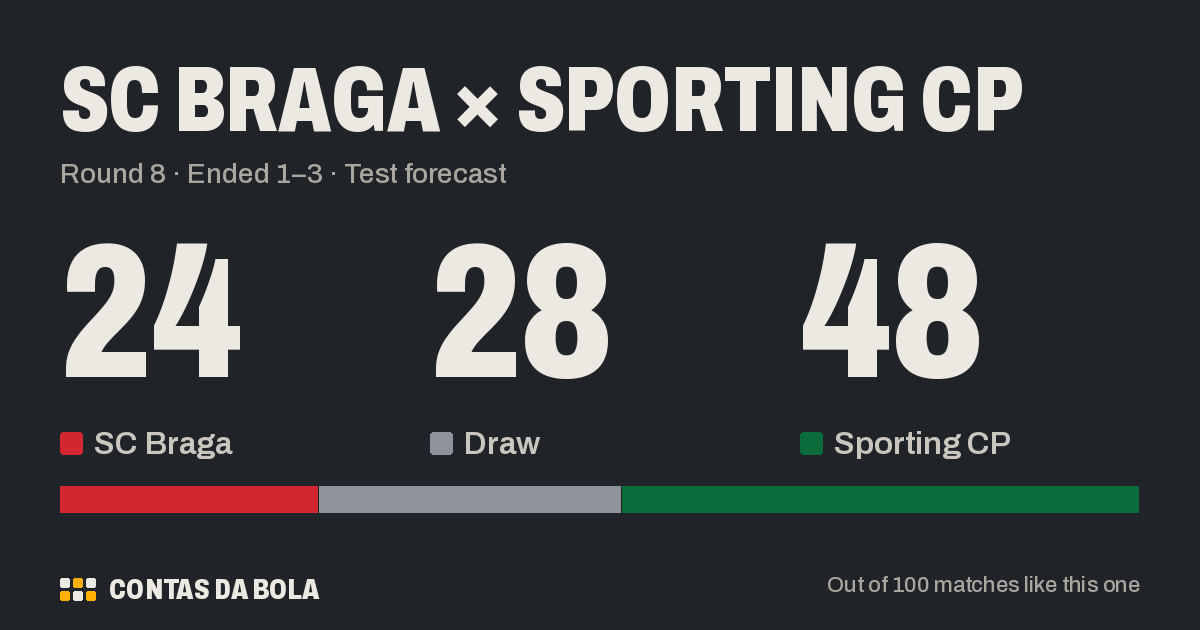 SC BRAGA × SPORTING CP
Round 8 · Ended 1–3 · Test forecast
24 28 48
SC Braga Draw Sporting CP
CONTAS DA BOLA
Out of 100 matches like this one